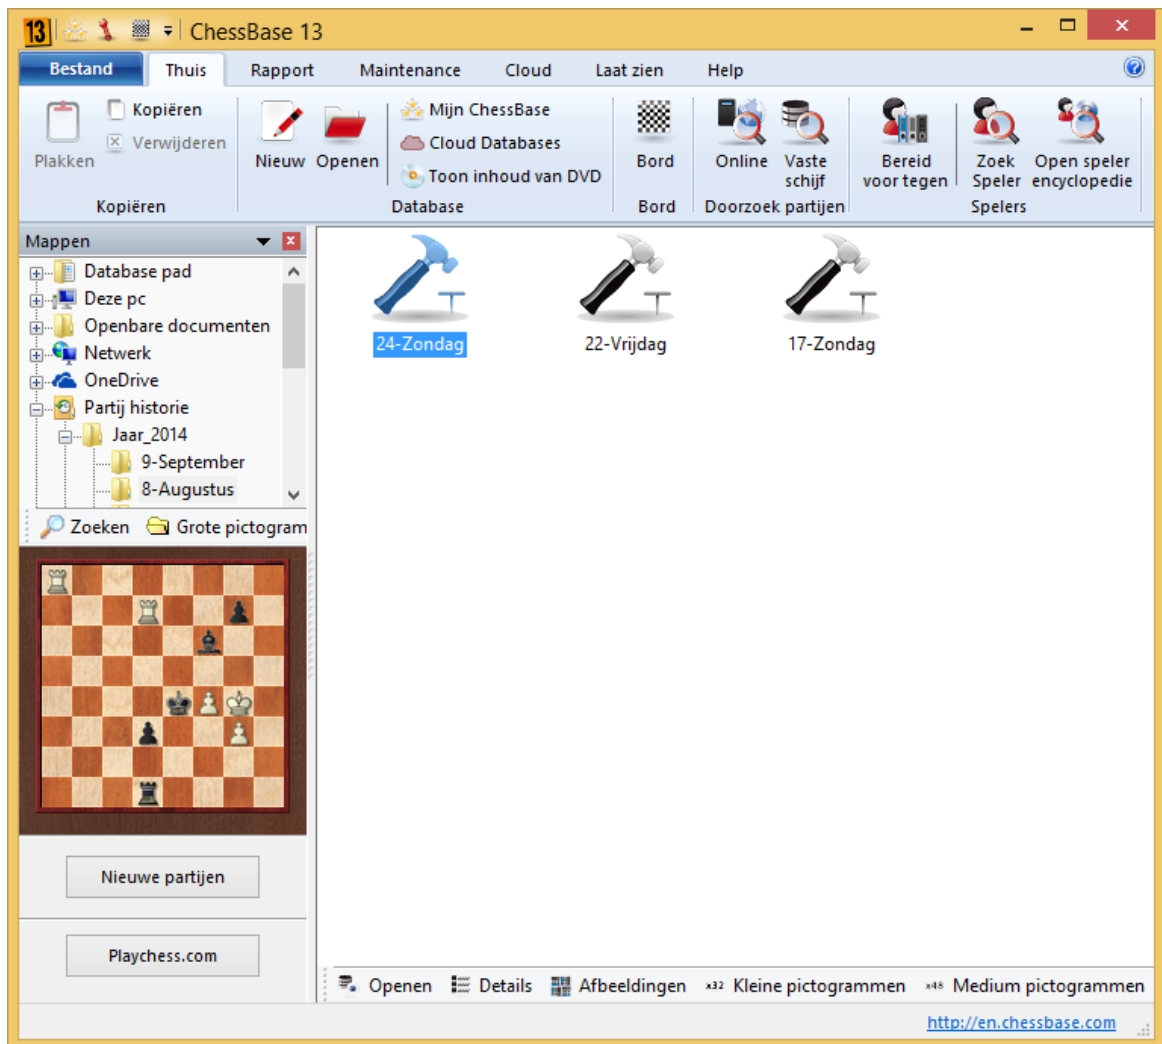 13 ChessBase 13
Bestand Thuis Rapport Maintenance Cloud Laat zien Help
Plakken
Kopiëren
Verwijderen
Kopiëren
Nieuw Openen
Mijn ChessBase
Cloud Databases
Toon inhoud van DVD
Database
Bord
Bord
Online Vaste
schijf
Doorzoek partijen
Bereid
voor tegen
Zoek
Speler
Open speler
encyclopedie
Spelers
Mappen
Database pad
Deze pc
Openbare documenten
Netwerk
OneDrive
Partij historie
Jaar_2014
9-September
8-Augustus
Zoeken Grote pictogram
24-Zondag 22-Vrijdag 17-Zondag
Nieuwe partijen
Playchess.com
Openen Details Afbeeldingen x32 Kleine pictogrammen x48 Medium pictogrammen
http://en.chessbase.com